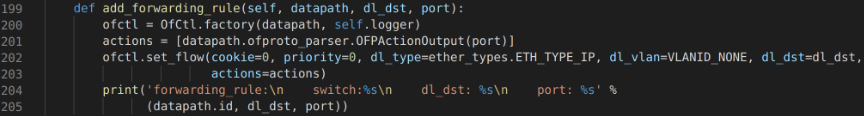 199 def add_forwarding_rule(self, datapath, dl_dst, port):
200 ofctl = OfCtl.factory(datapath, self.logger)
201 actions = [datapath.ofproto_parser.OFPActionOutput(port)]
202 ofctl.set_flow(cookie=0, priority=0, dl_type=ether_types.ETH_TYPE_IP, dl_vlan=VLANID_NONE, dl_dst=dl_dst,
203 actions=actions)
204 print('forwarding_rule:\n    switch:%s\n    dl_dst: %s\n    port: %s' %
205 (datapath.id, dl_dst, port))